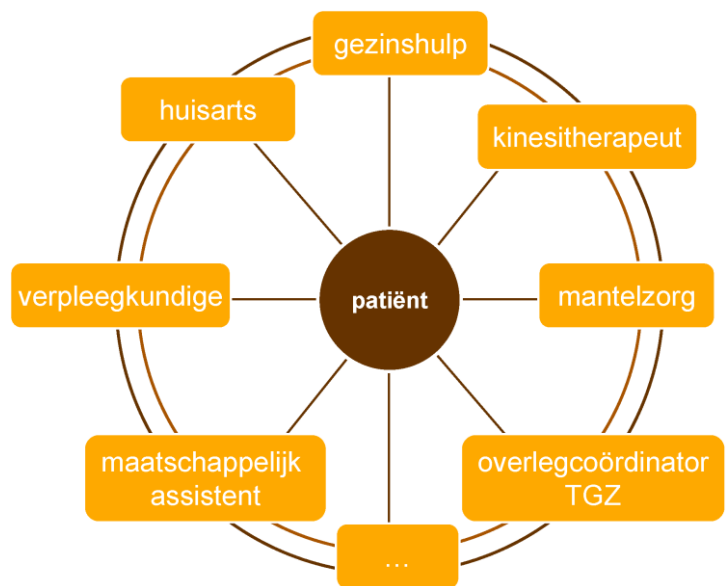 gezinshulp
huisarts
kinesitherapeut
verpleegkundige
patiënt
mantelzorg
maatschappelijk
assistent
overlegcoördinator
TGZ
...